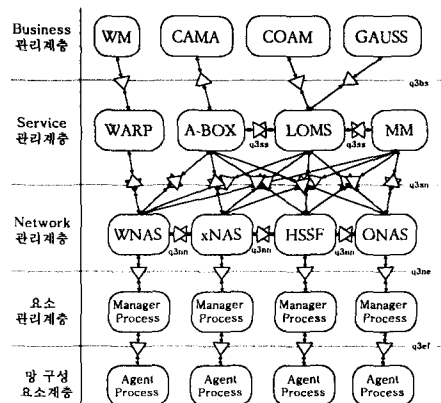 Business
관리계층
WM
CAMA
COAM
GAUSS
q3bs
Service
관리계층
WARP
A-BOX
q3ss
LOMS
q3ss
MM
q3sn
Network
관리계층
WNAS
q3nn
xNAS
q3nn
HSSF
q3nn
ONAS
q3ne
요소
관리계층
Manager
Process
Manager
Process
Manager
Process
Manager
Process
q3ef
망 구성
요소계층
Agent
Process
Agent
Process
Agent
Process
Agent
Process